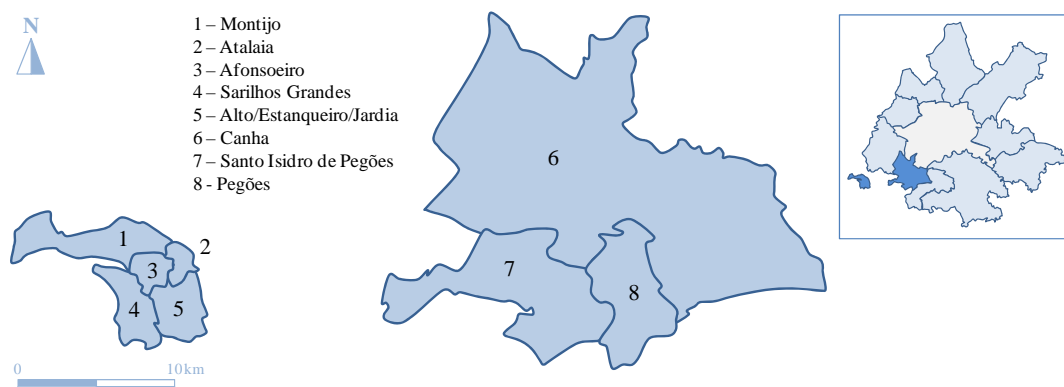 N
1 – Montijo
2 – Atalaia
3 – Afonsoeiro
4 – Sarilhos Grandes
5 – Alto/Estanqueiro/Jardia
6 – Canha
7 – Santo Isidro de Pegões
8 - Pegões
6
1
2
3
7
4
5
8
0 10km